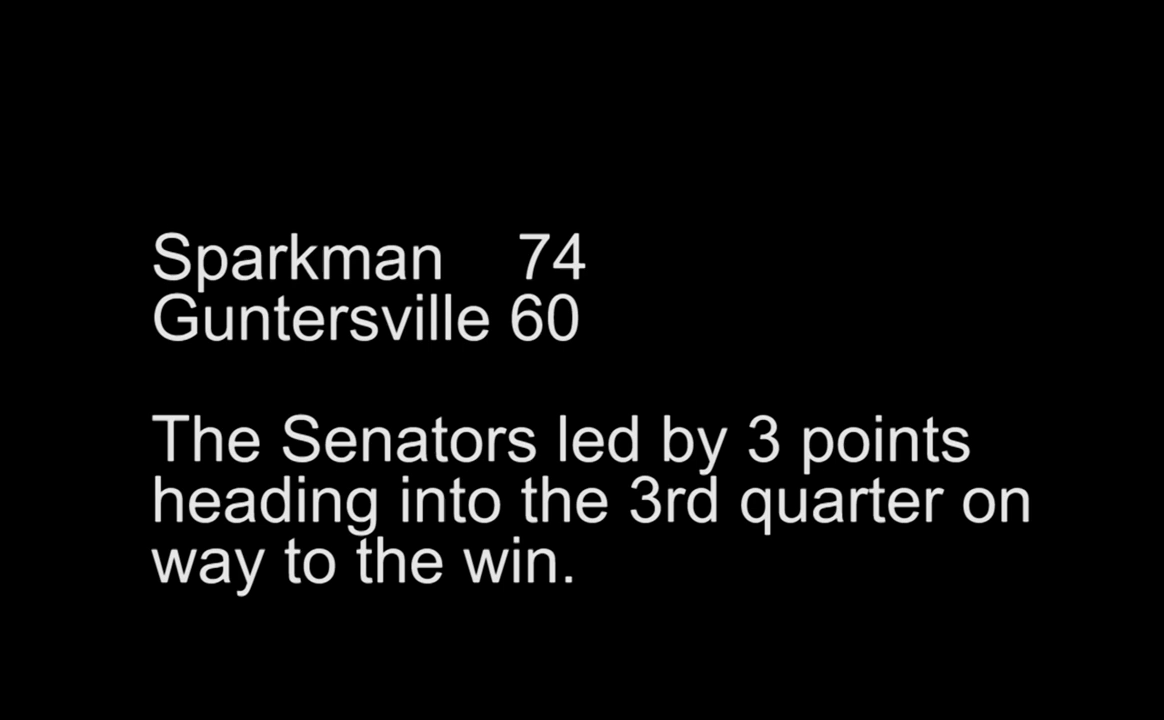 Sparkman 74
Guntersville 60
The Senators led by 3 points
heading into the 3rd quarter on
way to the win.